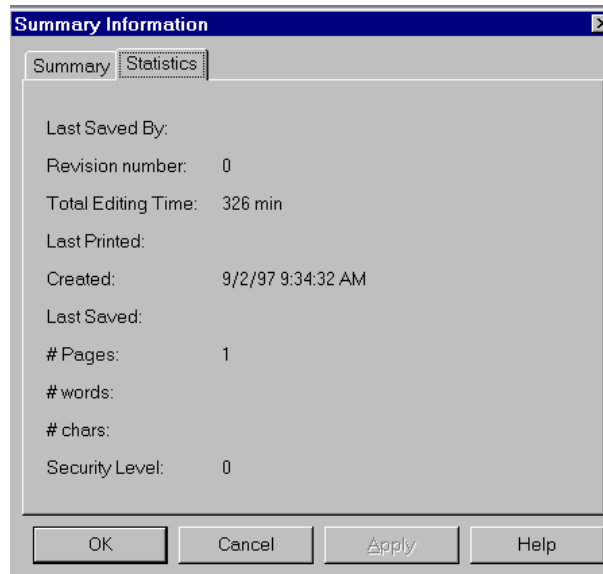 Summary Information
Summary Statistics
Last Saved By:
Revision number: 0
Total Editing Time: 326 min
Last Printed:
Created: 9/2/97 9:34:32 AM
Last Saved:
# Pages: 1
# words:
# chars:
Security Level: 0
OK Cancel Apply Help